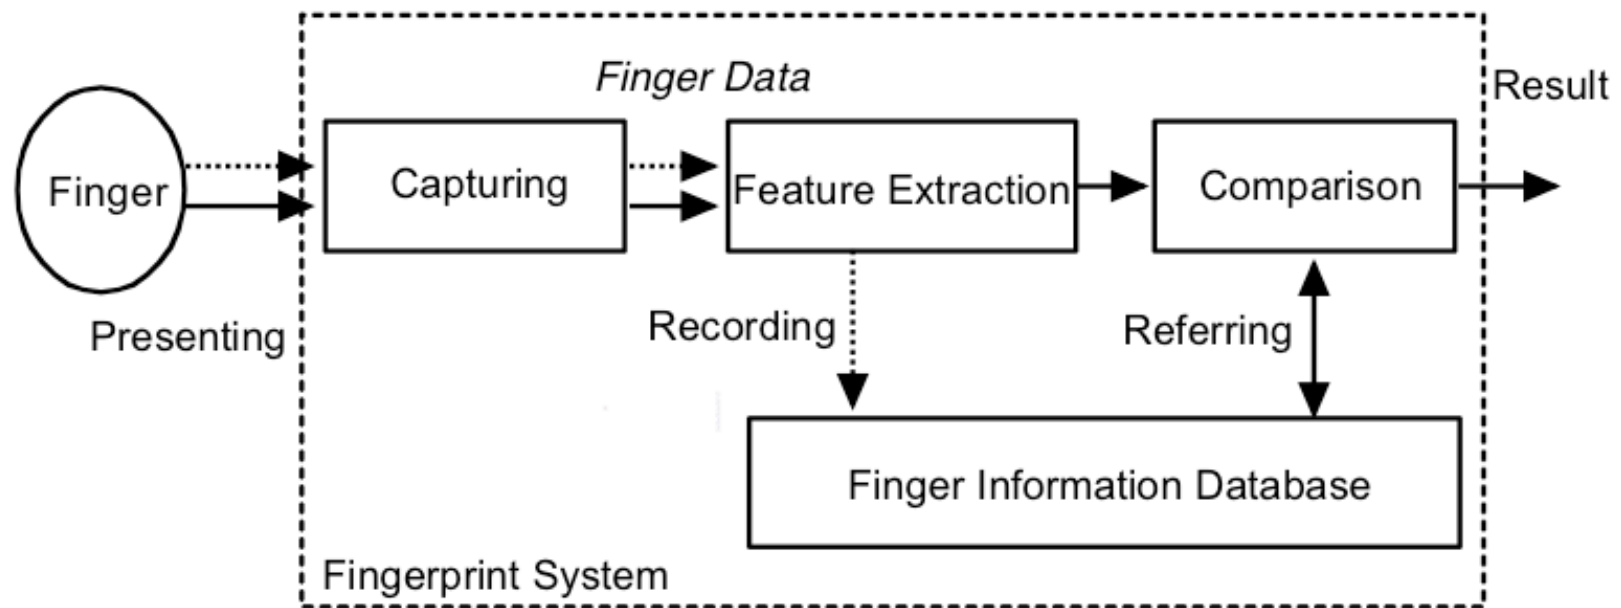 Finger Data
Result
Finger
Capturing
Feature Extraction
Comparison
Presenting
Recording
Referring
Finger Information Database
Fingerprint System